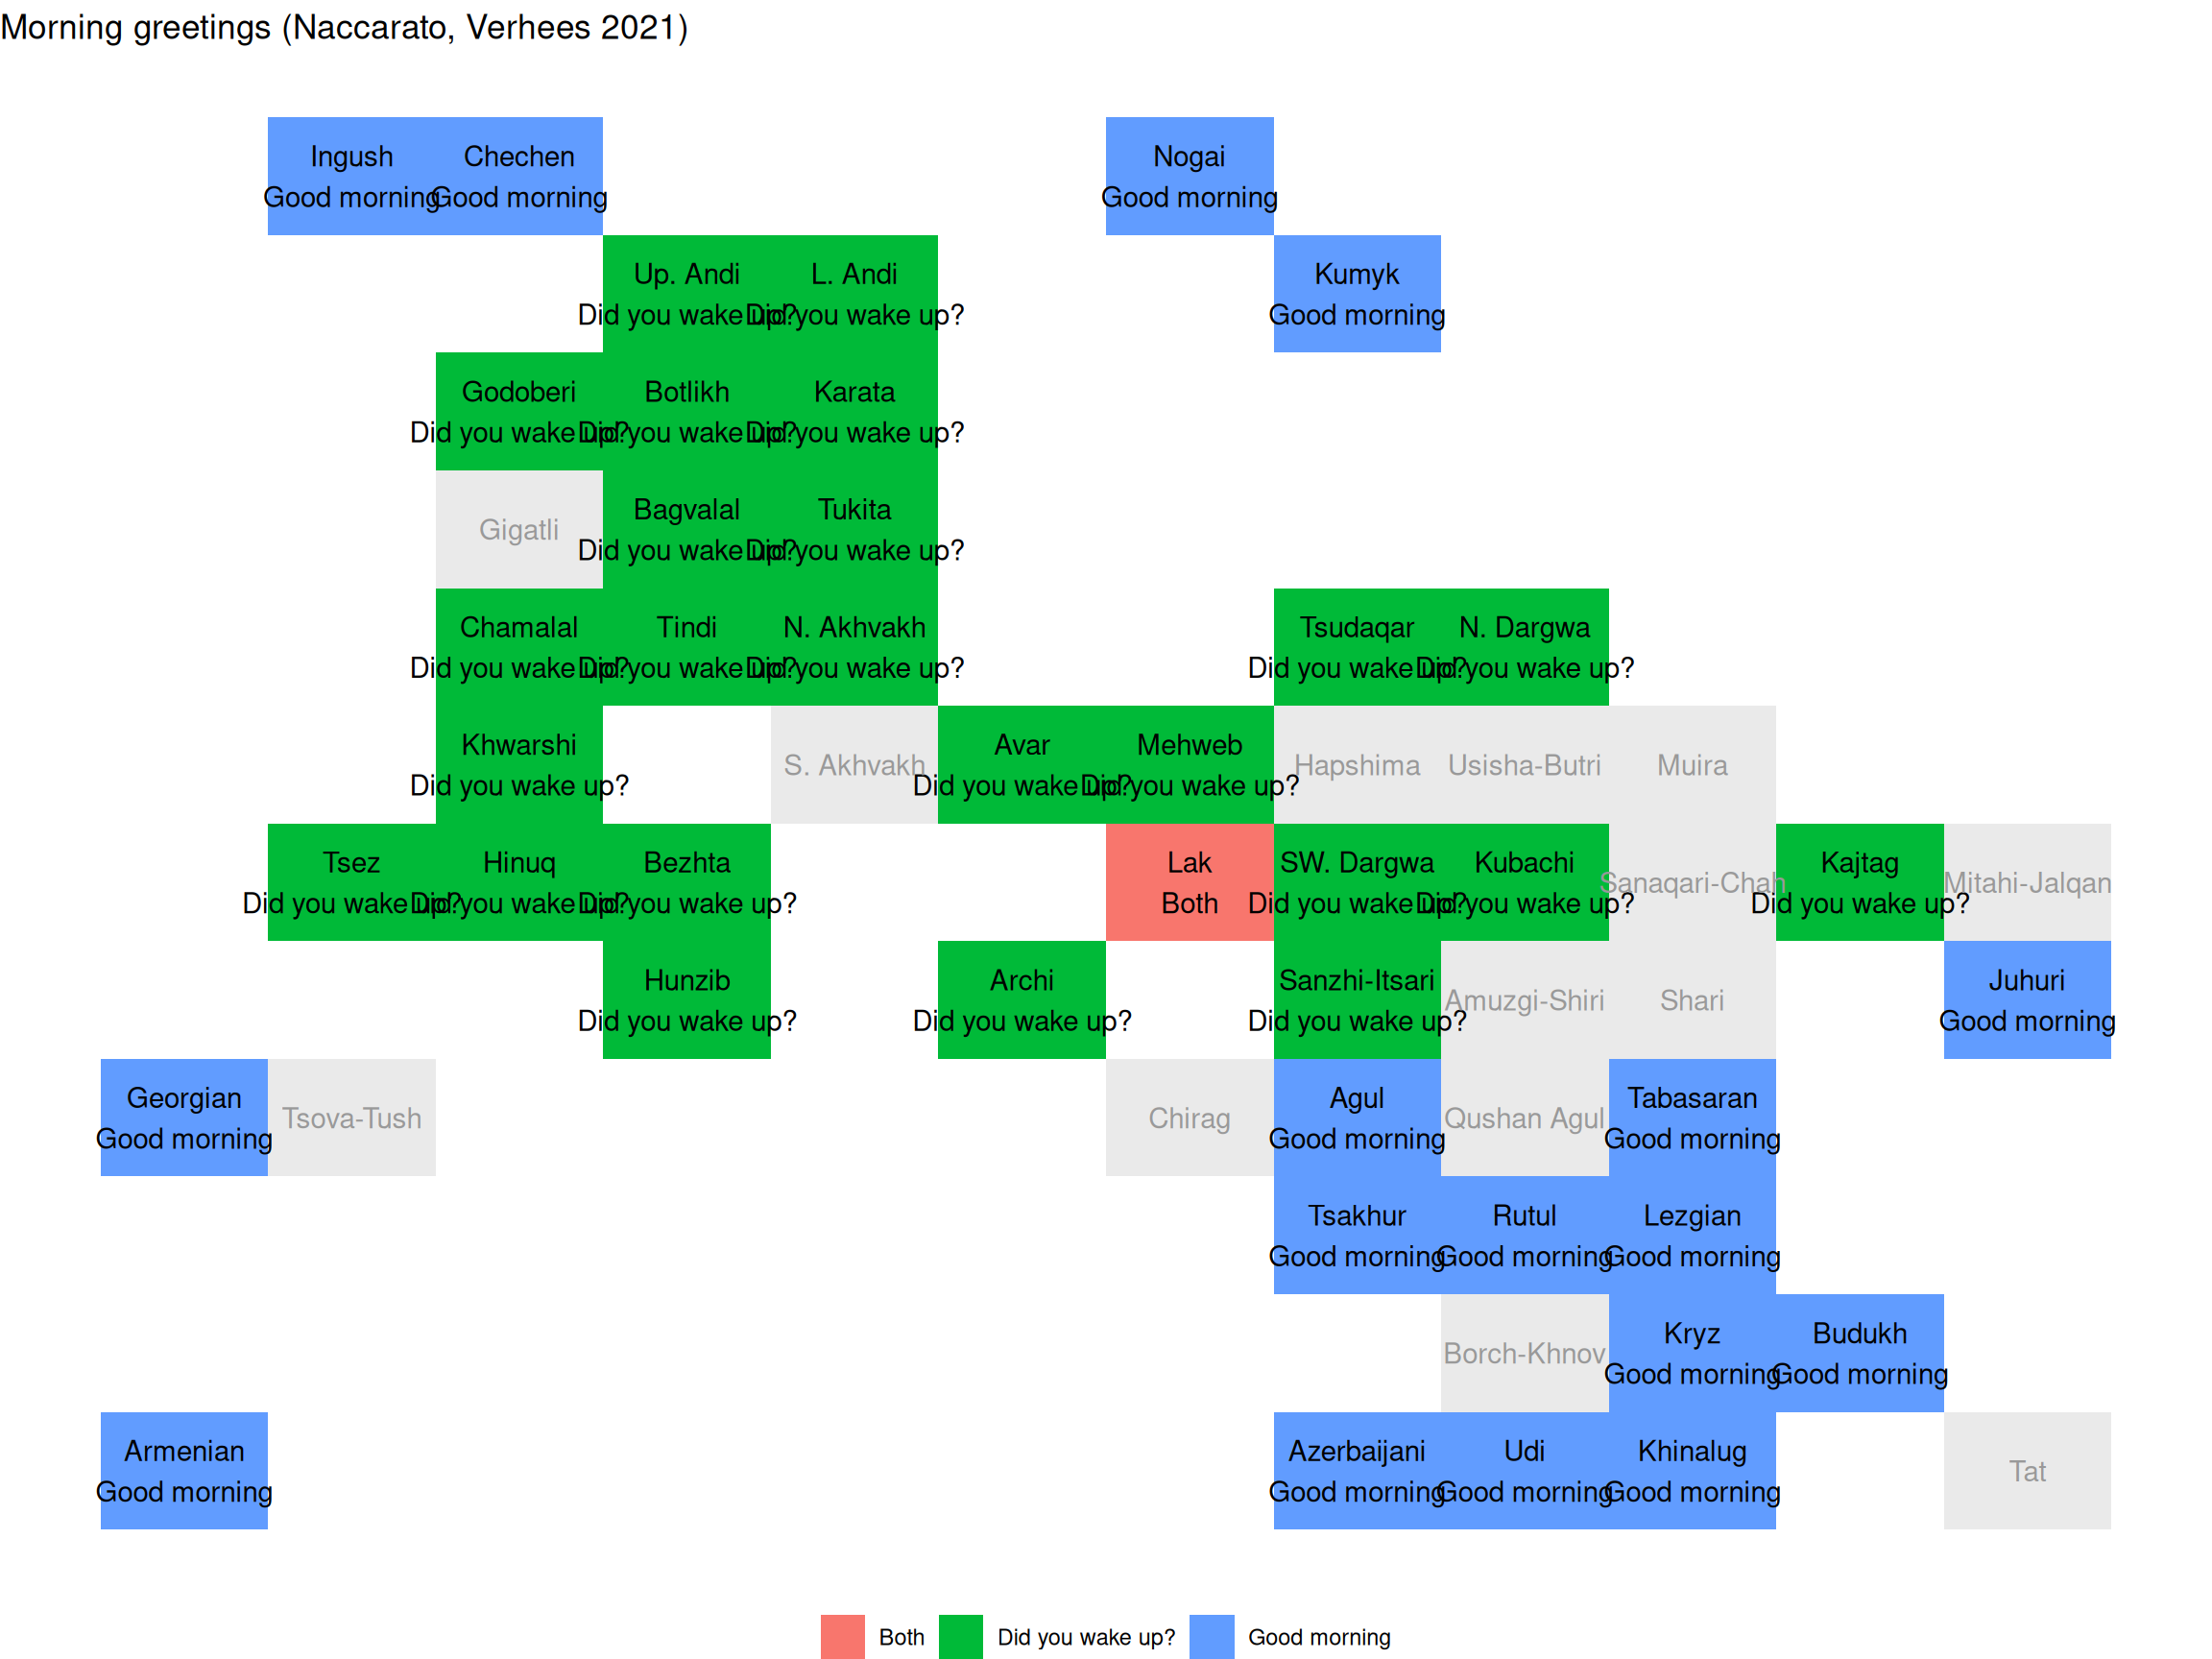 Morning greetings (Naccarato, Verhees 2021)
Ingush Chechen Nogai
Good morning Good morning Good morning
Up. Andi L. Andi Kumyk
Did you wake up? Did you wake up? Good morning
Godoberi Botlikh Karata
Did you wake up? Did you wake up? Did you wake up?
Bagvalal Tukita
Gigatli
Did you wake up? Did you wake up?
Chamalal Tindi N. Akhvakh Tsudaqar N. Dargwa
Did you wake up? Did you wake up? Did you wake up? Did you wake up? Did you wake up?
Khwarshi Avar Mehweb
S. Akhvakh Hapshima Usisha-Butri Muira
Did you wake up? Did you wake up? Did you wake up?
Tsez Hinuq Bezhta Lak SW. Dargwa Kubachi Kajtag
Sanaqari-Chah Mitahi-Jalqan
Did you wake up? Did you wake up? Did you wake up? Both Did you wake up? Did you wake up? Did you wake up?
Hunzib Archi Sanzhi-Itsari Juhuri
Amuzgi-Shiri Shari
Did you wake up? Did you wake up? Did you wake up? Good morning
Georgian Agul Tabasaran
Tsova-Tush Chirag Qushan Agul
Good morning Good morning Good morning
Tsakhur Rutul Lezgian
Good morning Good morning Good morning
Kryz Budukh
Borch-Khnov
Good morning Good morning
Armenian Azerbaijani Udi Khinalug
Tat
Good morning Good morning Good morning Good morning
Both Did you wake up? Good morning